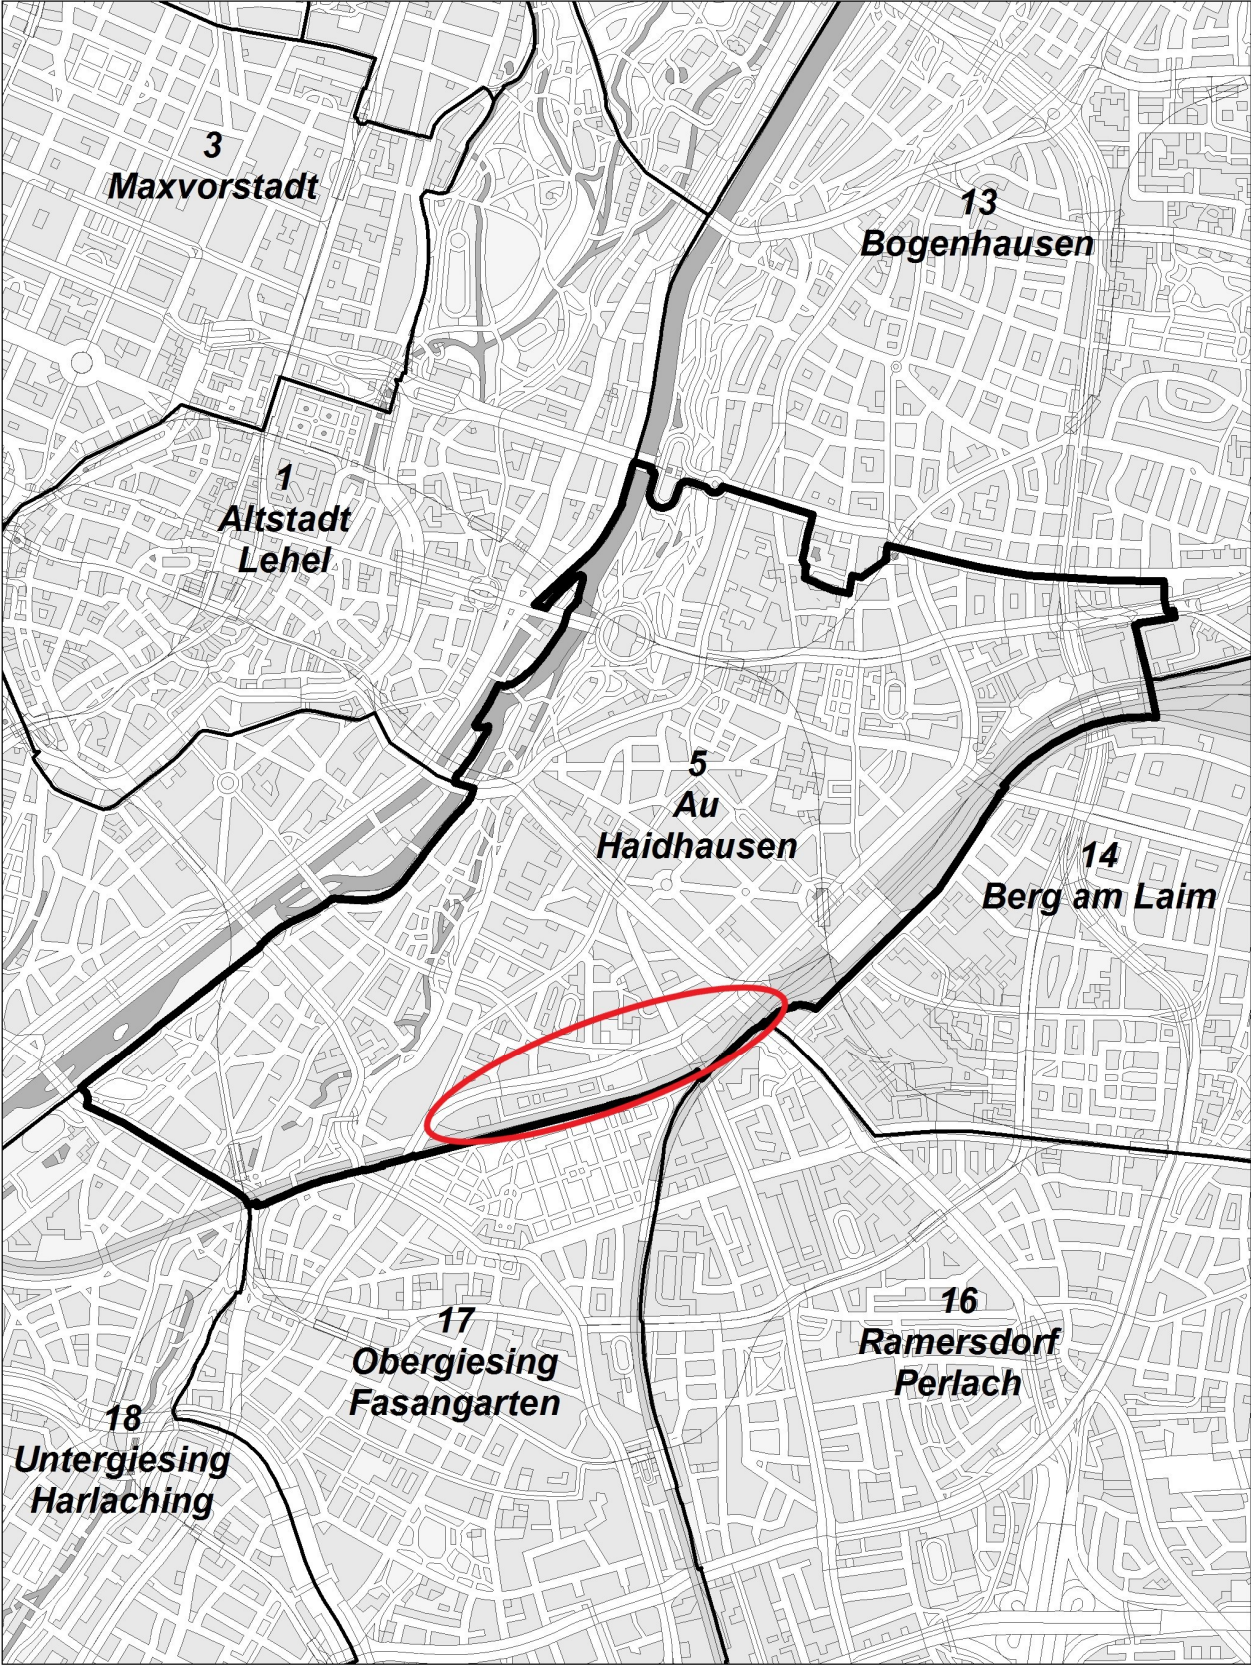 3
Maxvorstadt
13
Bogenhausen
1
Altstadt
Lehel
5
Au
Haidhausen
14
Berg am Laim
17
Obergiesing
Fasangarten
16
Ramersdorf
Perlach
18
Untergiesing
Harlaching